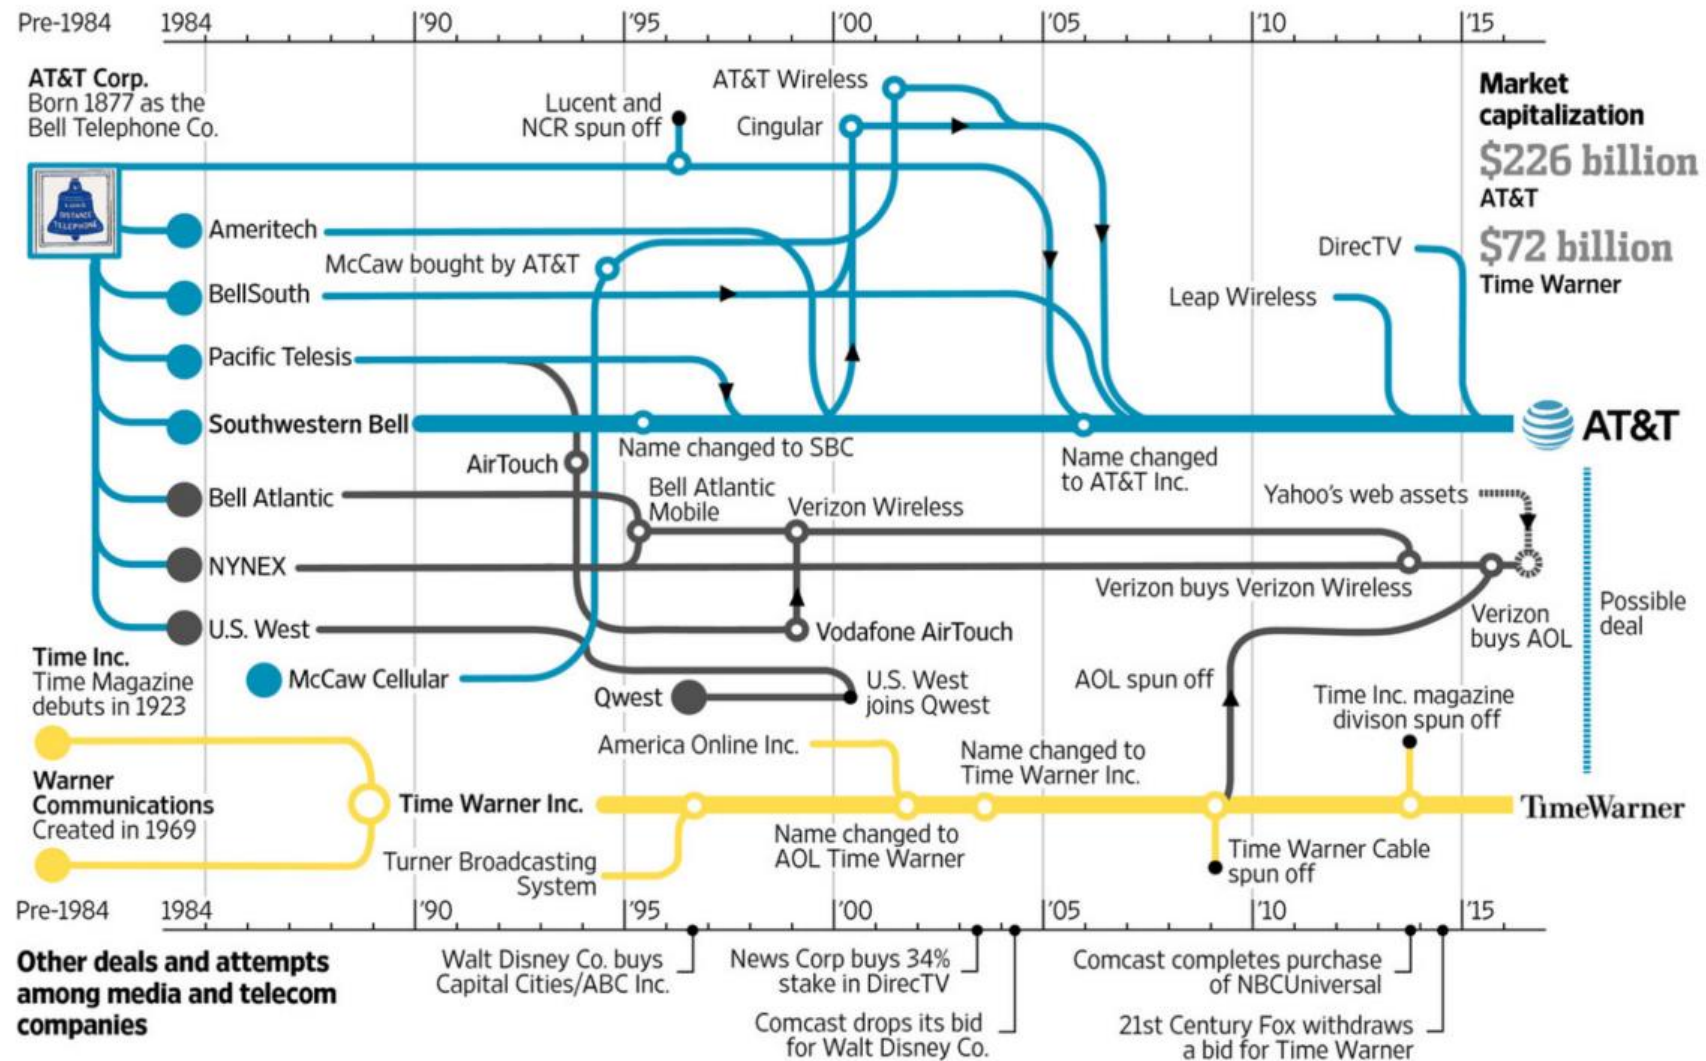 Pre-1984 1984 '90 '95 '00 '05 '10 '15
AT&T Corp.
Born 1877 as the
Bell Telephone Co.
LONG
DISTANCE
TELEPHONE
Lucent and
NCR spun off
AT&T Wireless
Cingular
Market
capitalization
$226 billion
AT&T
$72 billion
Time Warner
Ameritech
McCaw bought by AT&T
BellSouth
DirecTV
Leap Wireless
Pacific Telesis
Southwestern Bell
Name changed to SBC
AT&T
AirTouch
Name changed
to AT&T Inc.
Bell Atlantic
Bell Atlantic
Mobile
Verizon Wireless
Yahoo's web assets
NYNEX
Verizon buys Verizon Wireless
Verizon
buys AOL
Possible
deal
U.S. West
Vodafone AirTouch
Time Inc.
Time Magazine
debuts in 1923
McCaw Cellular
Qwest
U.S. West
joins Qwest
AOL spun off
Time Inc. magazine
divison spun off
America Online Inc.
Name changed to
Time Warner Inc.
Warner
Communications
Created in 1969
Time Warner Inc.
TimeWarner
Name changed to
AOL Time Warner
Turner Broadcasting
System
Time Warner Cable
spun off
Pre-1984 1984 '90 '95 '00 '05 '10 '15
Other deals and attempts
among media and telecom
companies
Walt Disney Co. buys
Capital Cities/ABC Inc.
News Corp buys 34%
stake in DirecTV
Comcast drops its bid
for Walt Disney Co.
Comcast completes purchase
of NBCUniversal
21st Century Fox withdraws
a bid for Time Warner